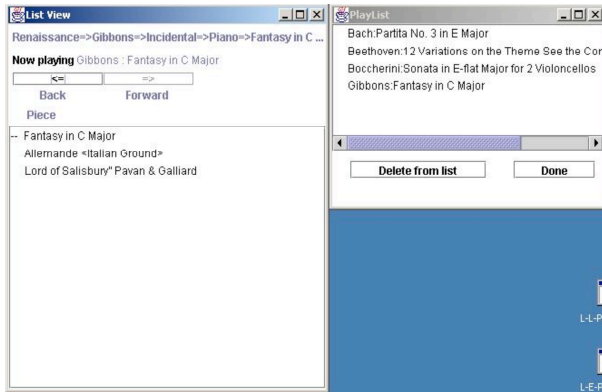 List View
Renaissance=>Gibbons=>Incidental=>Piano=>Fantasy in C ...
Now playing Gibbons : Fantasy in C Major
<= =>
Back Forward
Piece
-- Fantasy in C Major
Allemande <Italian Ground>
Lord of Salisbury" Pavan & Galliard
PlayList
Bach:Partita No. 3 in E Major
Beethoven:12 Variations on the Theme See the Cor
Boccherini:Sonata in E-flat Major for 2 Violoncellos
Gibbons:Fantasy in C Major
Delete from list Done
L-L-P
L-E-P